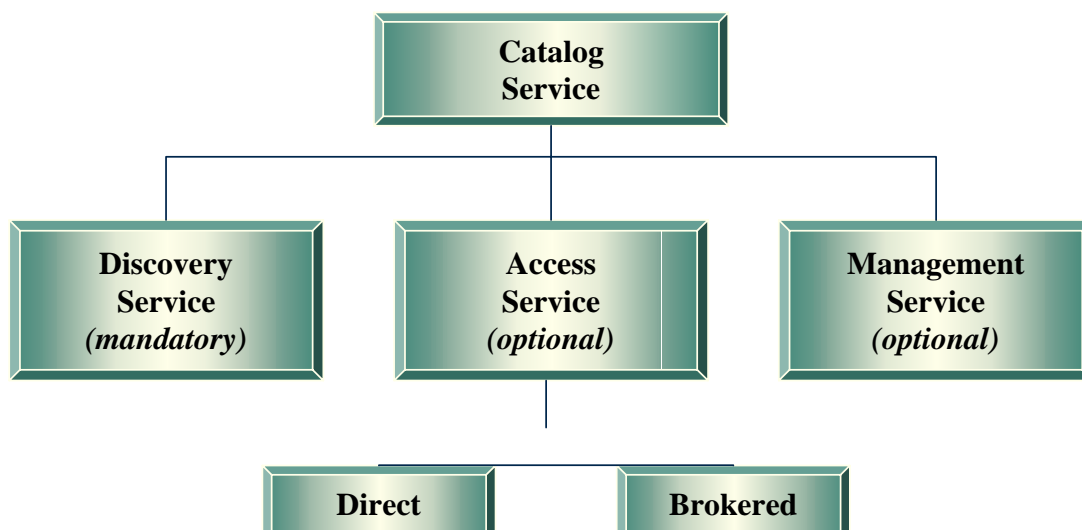 Catalog
Service
Discovery
Service
(mandatory)
Access
Service
(optional)
Management
Service
(optional)
Direct
Brokered